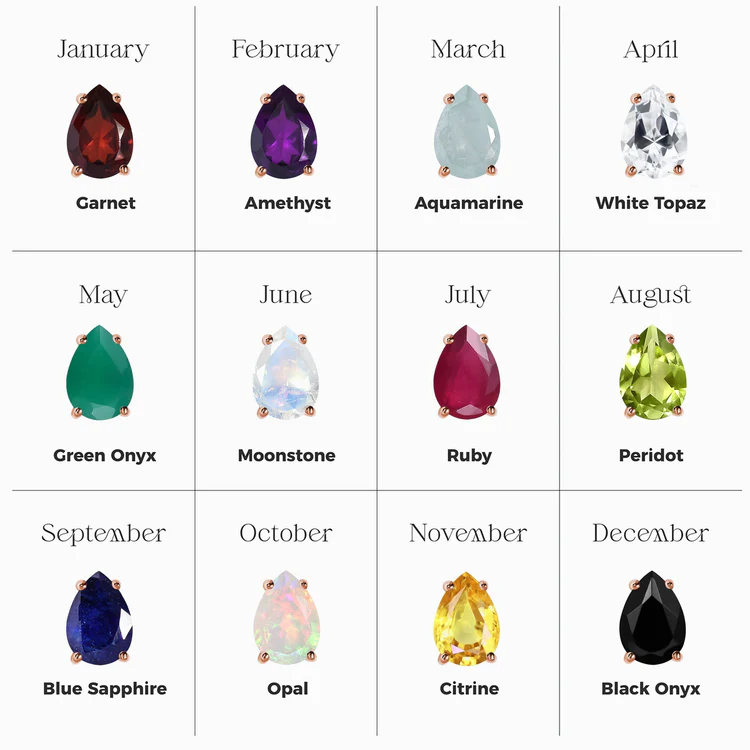 January
February
March
April
Garnet
Amethyst
Aquamarine
White Topaz
May
June
July
August
Green Onyx
Moonstone
Ruby
Peridot
September
October
November
December
Blue Sapphire
Opal
Citrine
Black Onyx